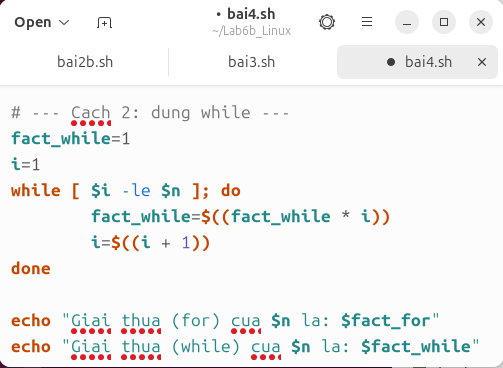 Open
• bai4.sh
~/Lab6b_Linux
bai2b.sh
bai3.sh
• bai4.sh
# --- Cach 2: dung while ---
fact_while=1
i=1
while [ $i -le $n ]; do
        fact_while=$((fact_while * i))
        i=$((i + 1))
done
echo "Giai thua (for) cua $n la: $fact_for"
echo "Giai thua (while) cua $n la: $fact_while"